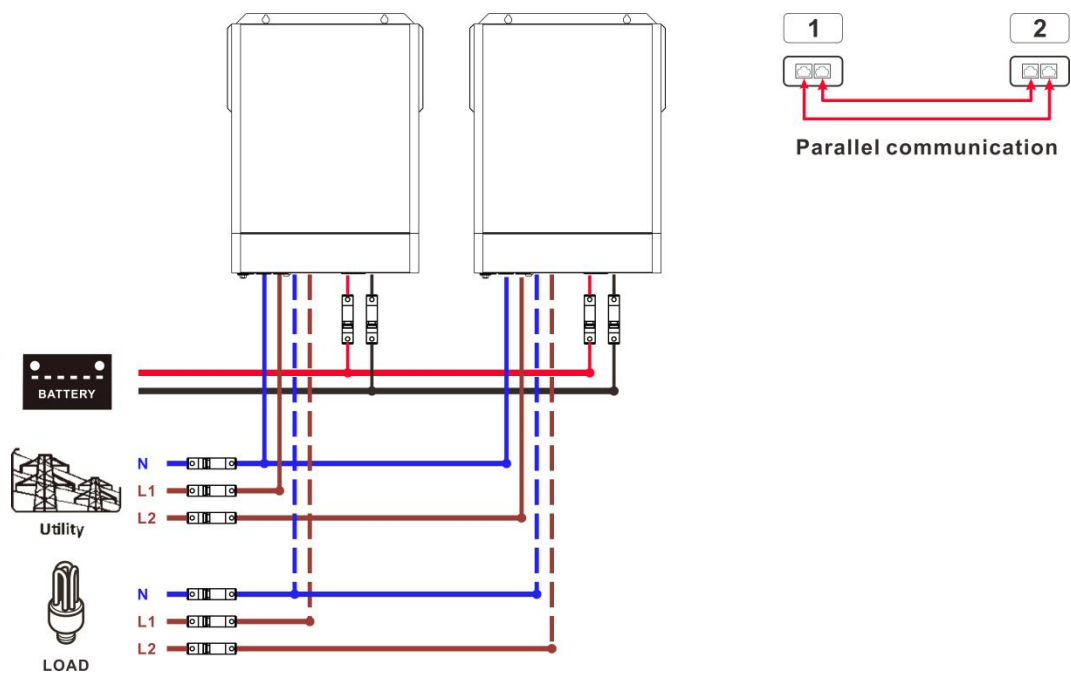 1
2
Parallel communication
BATTERY
N
L1
L2
Utility
N
L1
L2
LOAD